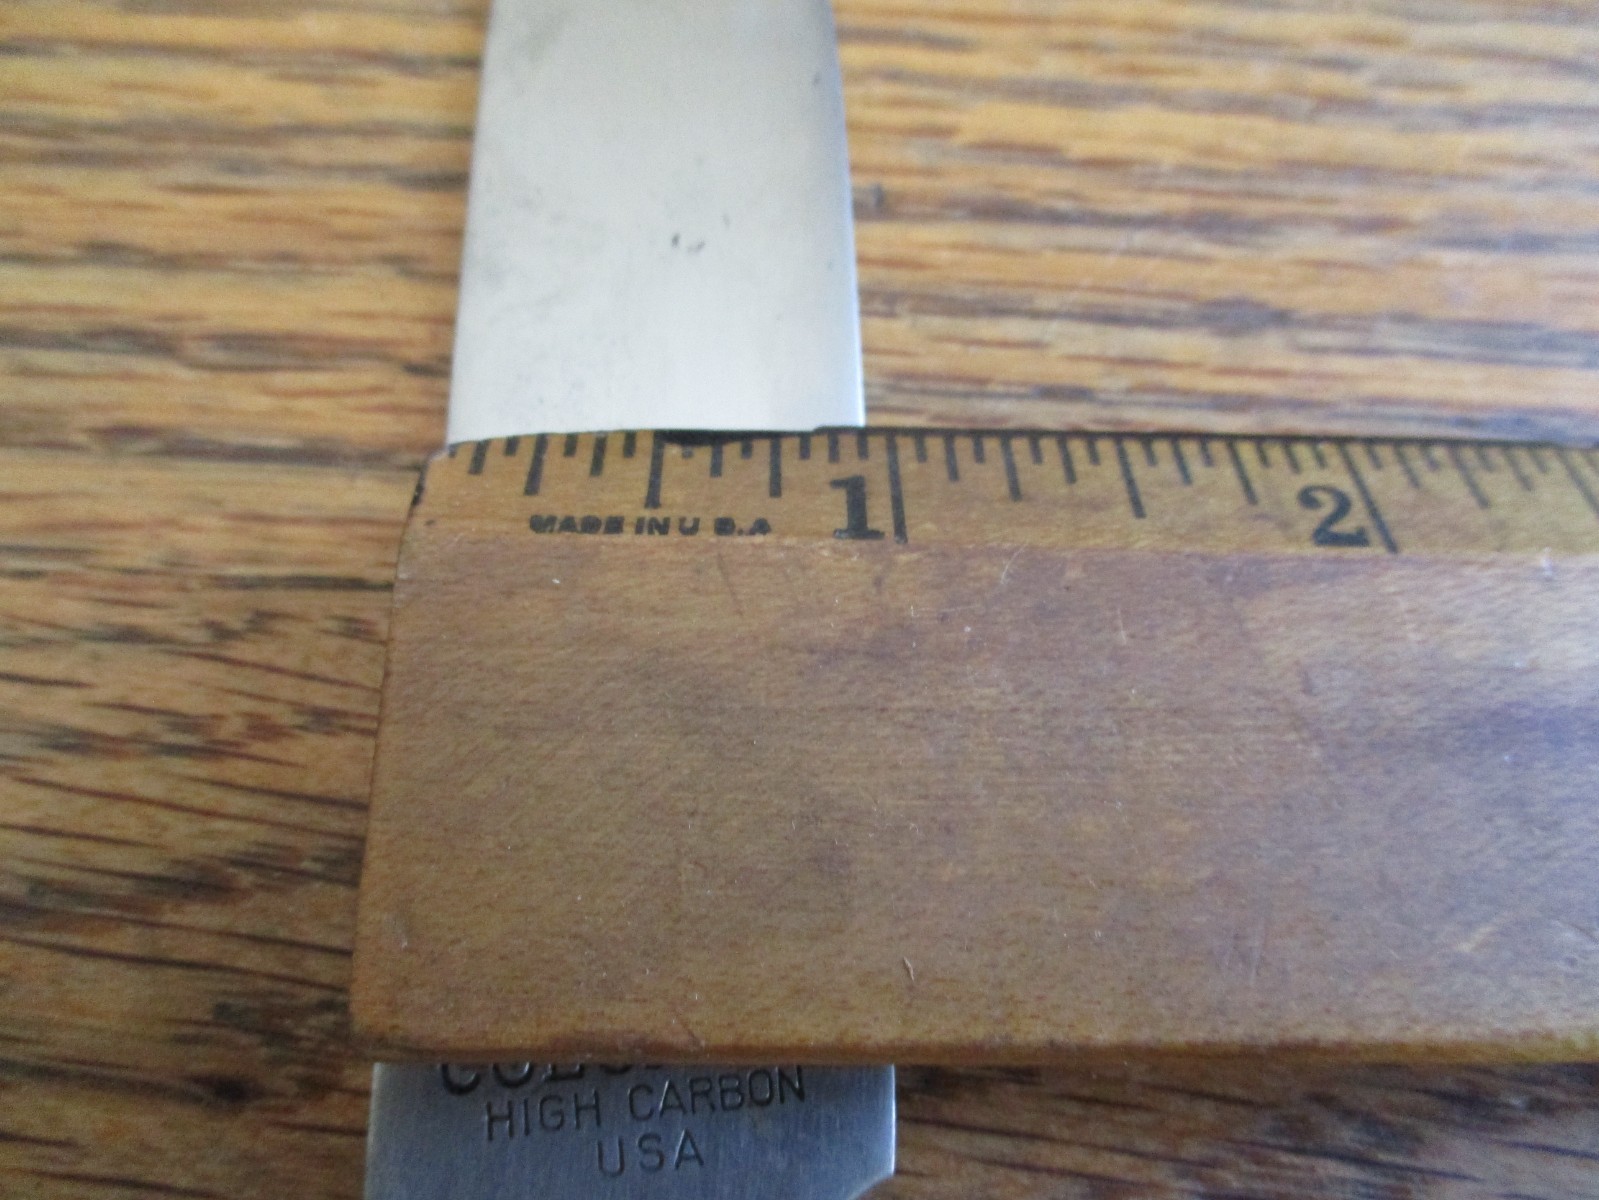 MADE IN U.S.A
1 2
HIGH CARBON
USA